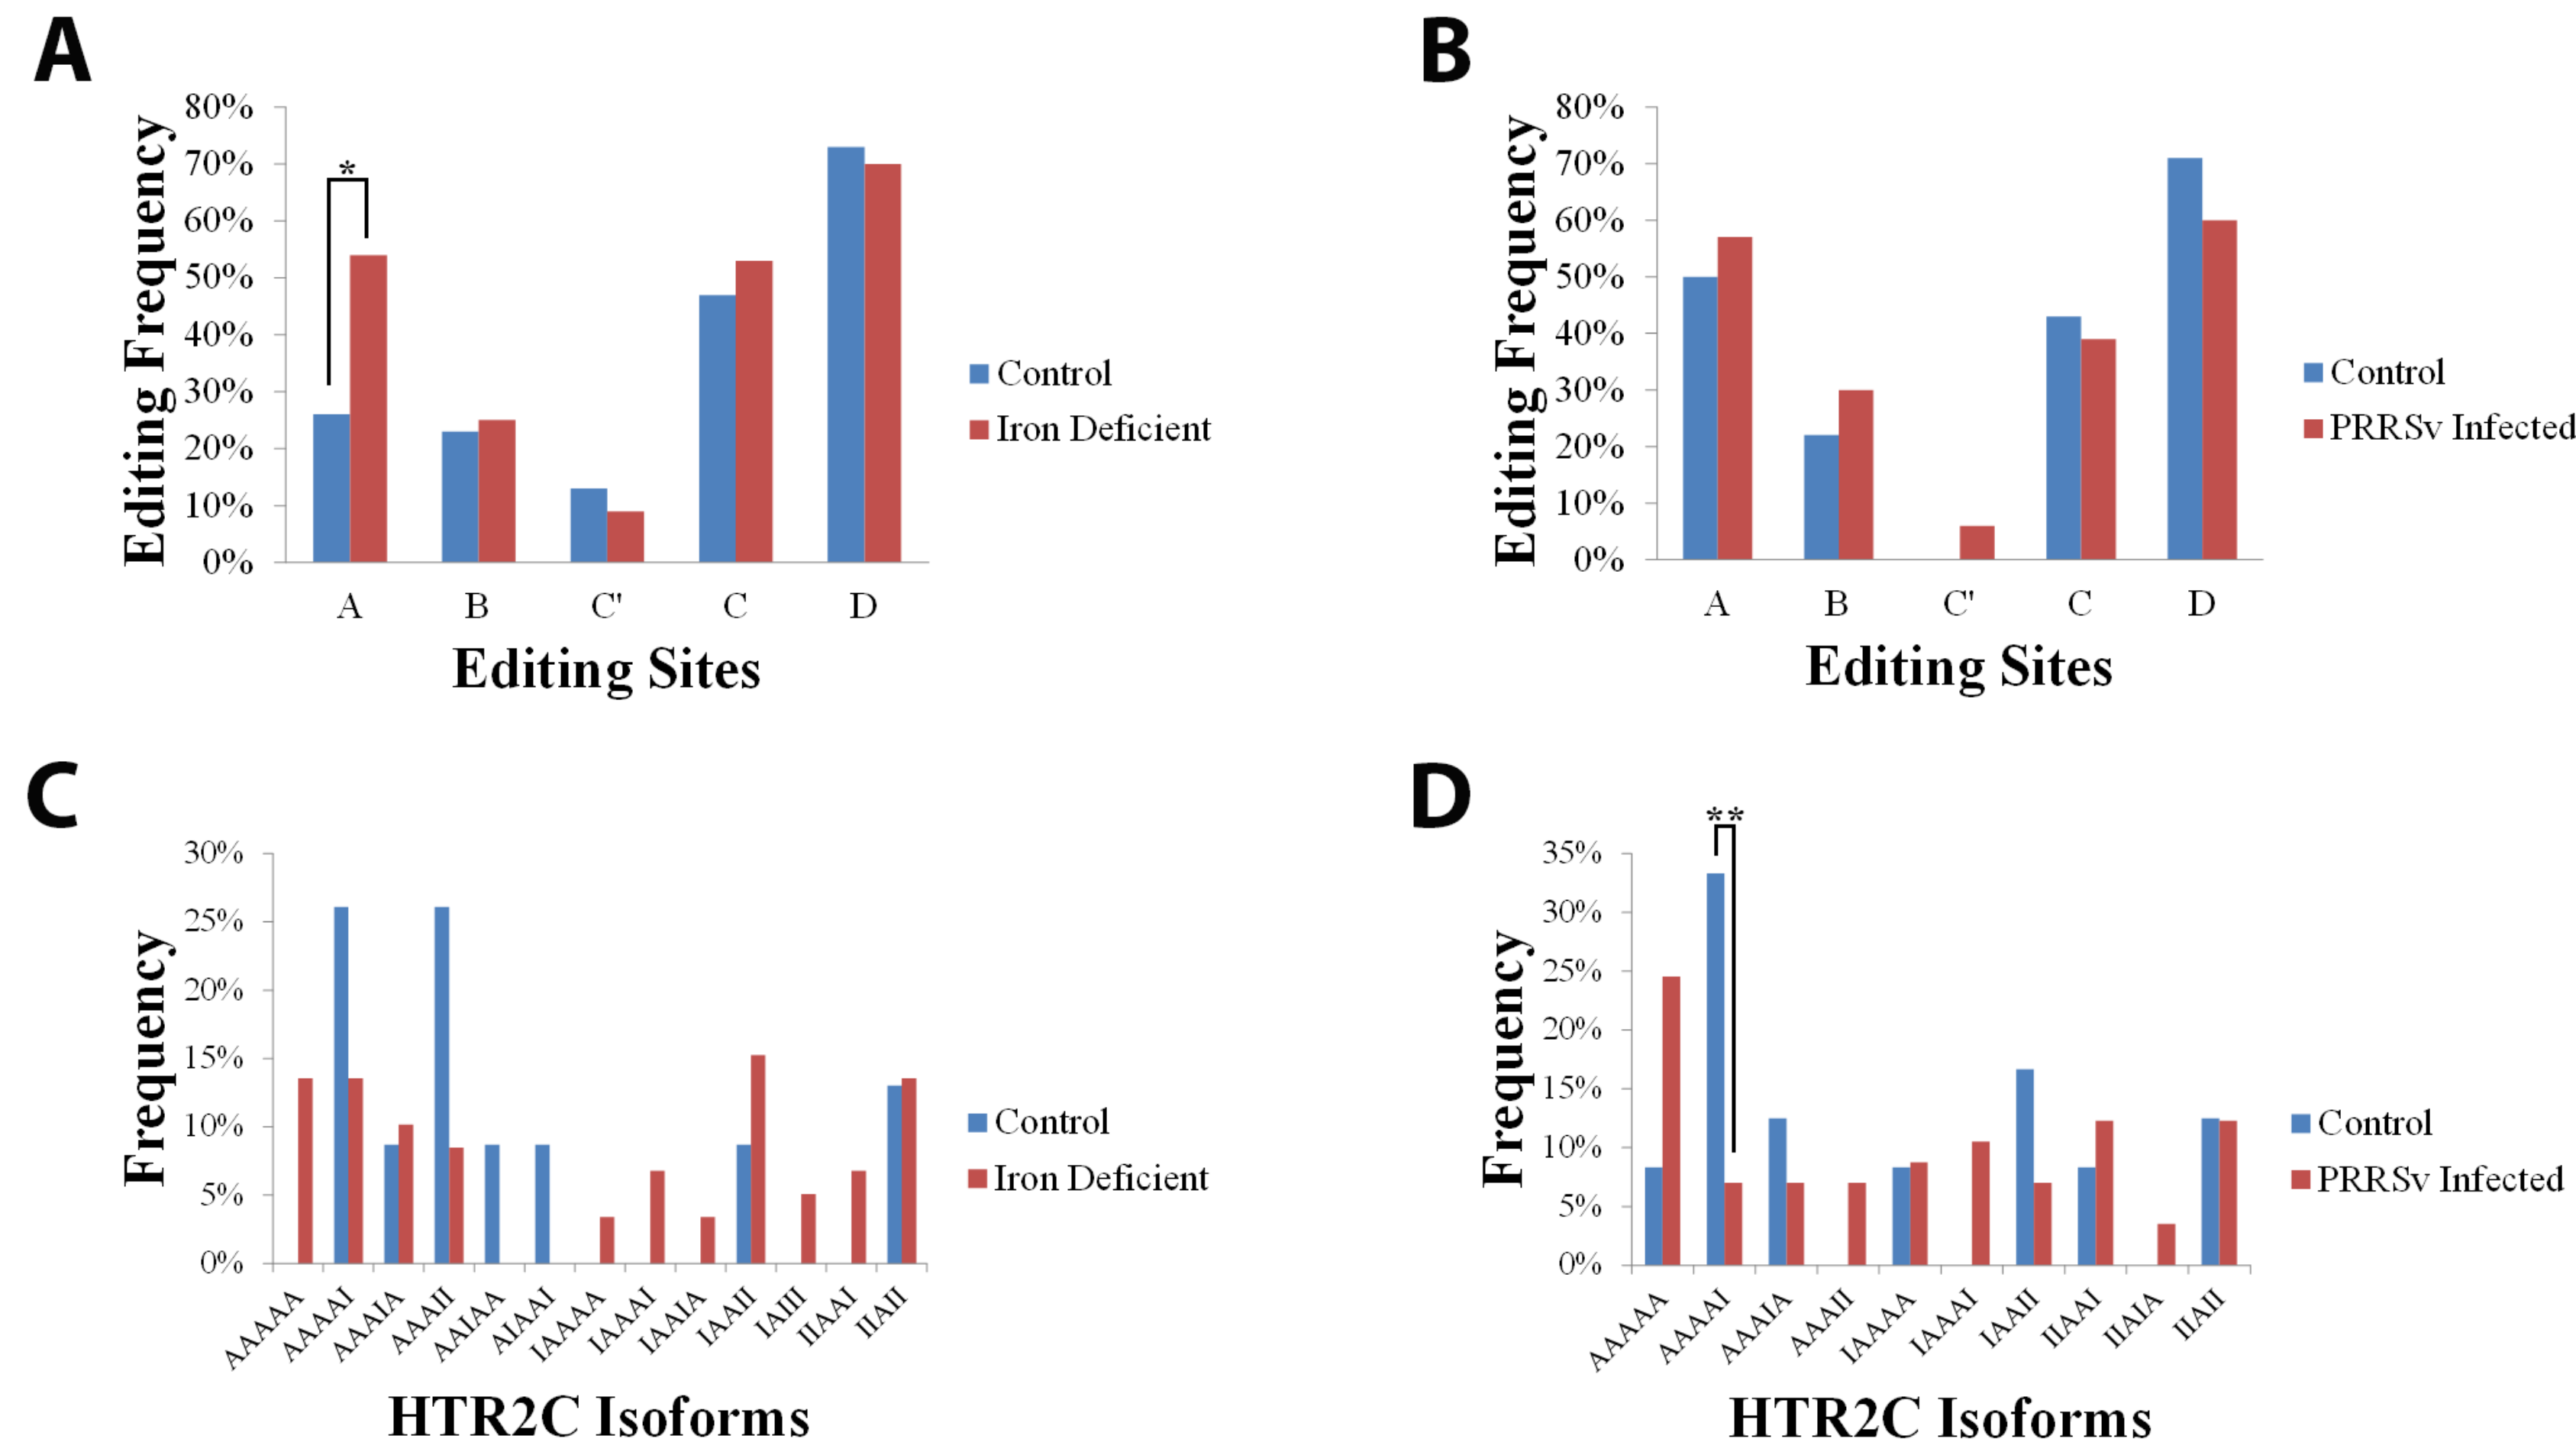 A
80%
70%
60%
50%
40%
30%
20%
10%
0%
Editing Frequency
*
A B C' C D
Editing Sites
Control
Iron Deficient
B
80%
70%
60%
50%
40%
30%
20%
10%
0%
Editing Frequency
A B C' C D
Editing Sites
Control
PRRSv Infected
C
30%
25%
20%
15%
10%
5%
0%
Frequency
AAAAA AAAAI AAAIA AAAII AAIAA AIAAI IAAAA IAAAI IAAIA IAAII IAIII IIAAI IIAII
HTR2C Isoforms
Control
Iron Deficient
D
35%
30%
25%
20%
15%
10%
5%
0%
Frequency
**
AAAAA AAAAI AAAIA AAAII IAAAA IAAAI IAAII IIAAI IIAIA IIAII
HTR2C Isoforms
Control
PRRSv Infected